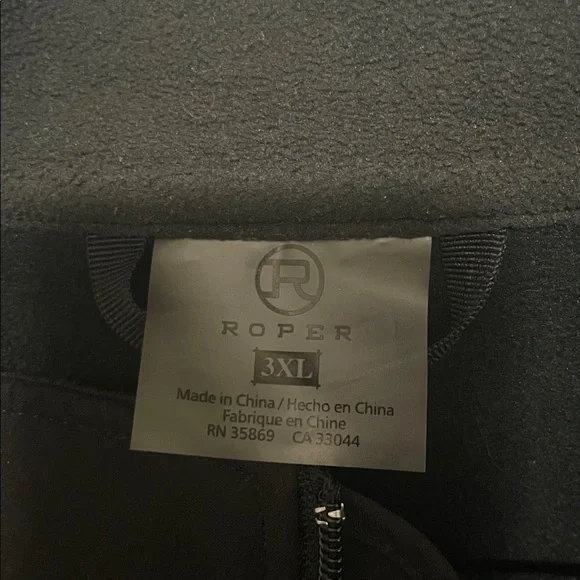 R
ROPER
3XL
Made in China / Hecho en China
Fabrique en Chine
RN 35869 CA 33044